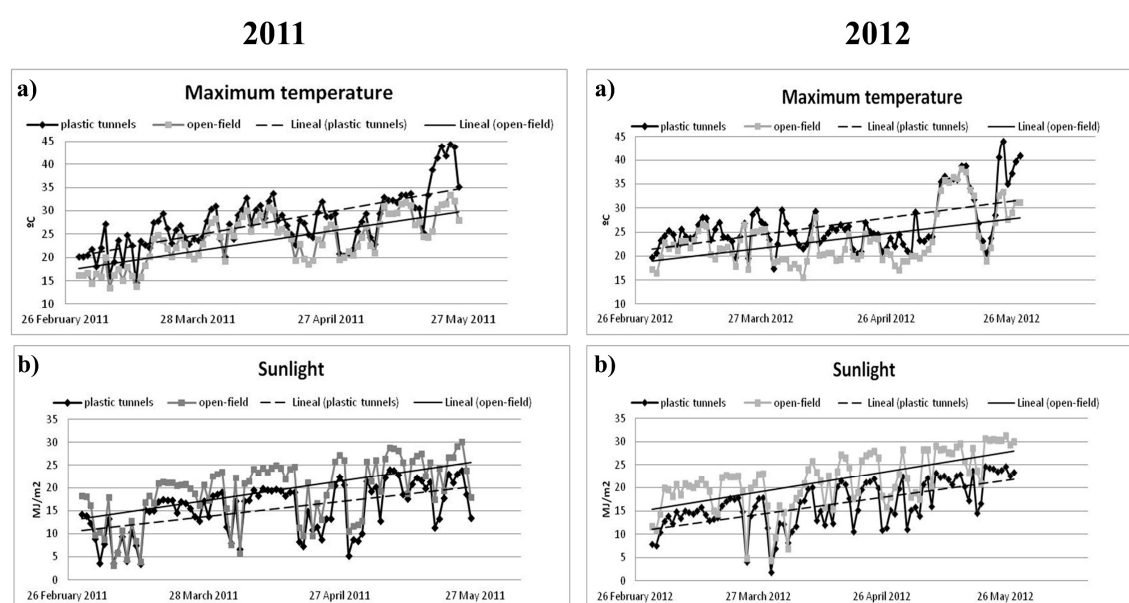 2011
2012
a)
Maximum temperature
plastic tunnels open-field Lineal (plastic tunnels) Lineal (open-field)
45
40
35
30
25
20
15
10
ºC
26 February 2011 28 March 2011 27 April 2011 27 May 2011
a)
Maximum temperature
plastic tunnels open-field Lineal (plastic tunnels) Lineal (open-field)
45
40
35
30
25
20
15
10
ºC
26 February 2012 27 March 2012 26 April 2012 26 May 2012
b)
Sunlight
plastic tunnels open-field Lineal (plastic tunnels) Lineal (open-field)
35
30
25
20
15
10
5
0
MJ/m2
26 February 2011 28 March 2011 27 April 2011 27 May 2011
b)
Sunlight
plastic tunnels open-field Lineal (plastic tunnels) Lineal (open-field)
35
30
25
20
15
10
5
0
MJ/m2
26 February 2012 27 March 2012 26 April 2012 26 May 2012